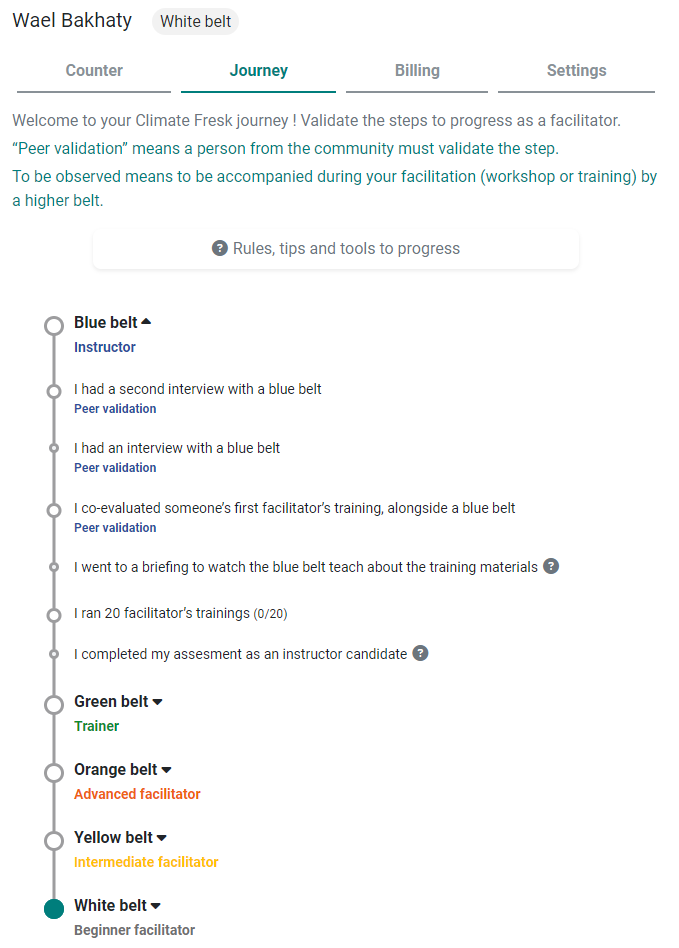 Wael Bakhaty White belt
Counter Journey Billing Settings
Welcome to your Climate Fresk journey ! Validate the steps to progress as a facilitator.
“Peer validation” means a person from the community must validate the step.
To be observed means to be accompanied during your facilitation (workshop or training) by
a higher belt.
? Rules, tips and tools to progress
Blue belt
Instructor
I had a second interview with a blue belt
Peer validation
I had an interview with a blue belt
Peer validation
I co-evaluated someone’s first facilitator’s training, alongside a blue belt
Peer validation
I went to a briefing to watch the blue belt teach about the training materials ?
I ran 20 facilitator’s trainings (0/20)
I completed my assesment as an instructor candidate ?
Green belt
Trainer
Orange belt
Advanced facilitator
Yellow belt
Intermediate facilitator
White belt
Beginner facilitator